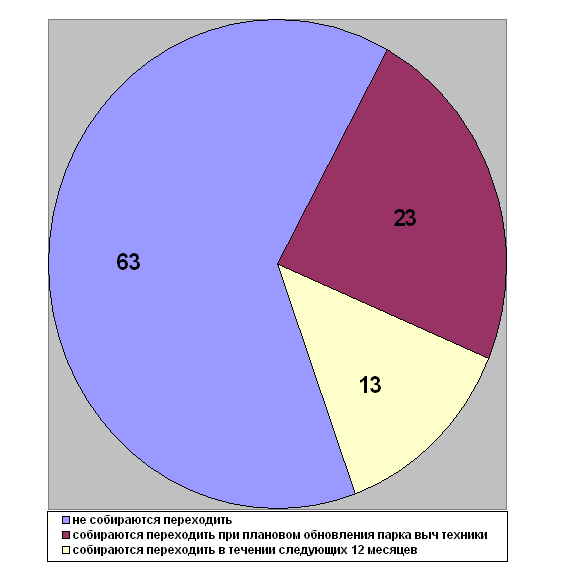 63
23
13
не собираются переходить
собираются переходить при плановом обновления парка выч техники
собираются переходить в течении следующих 12 месяцев